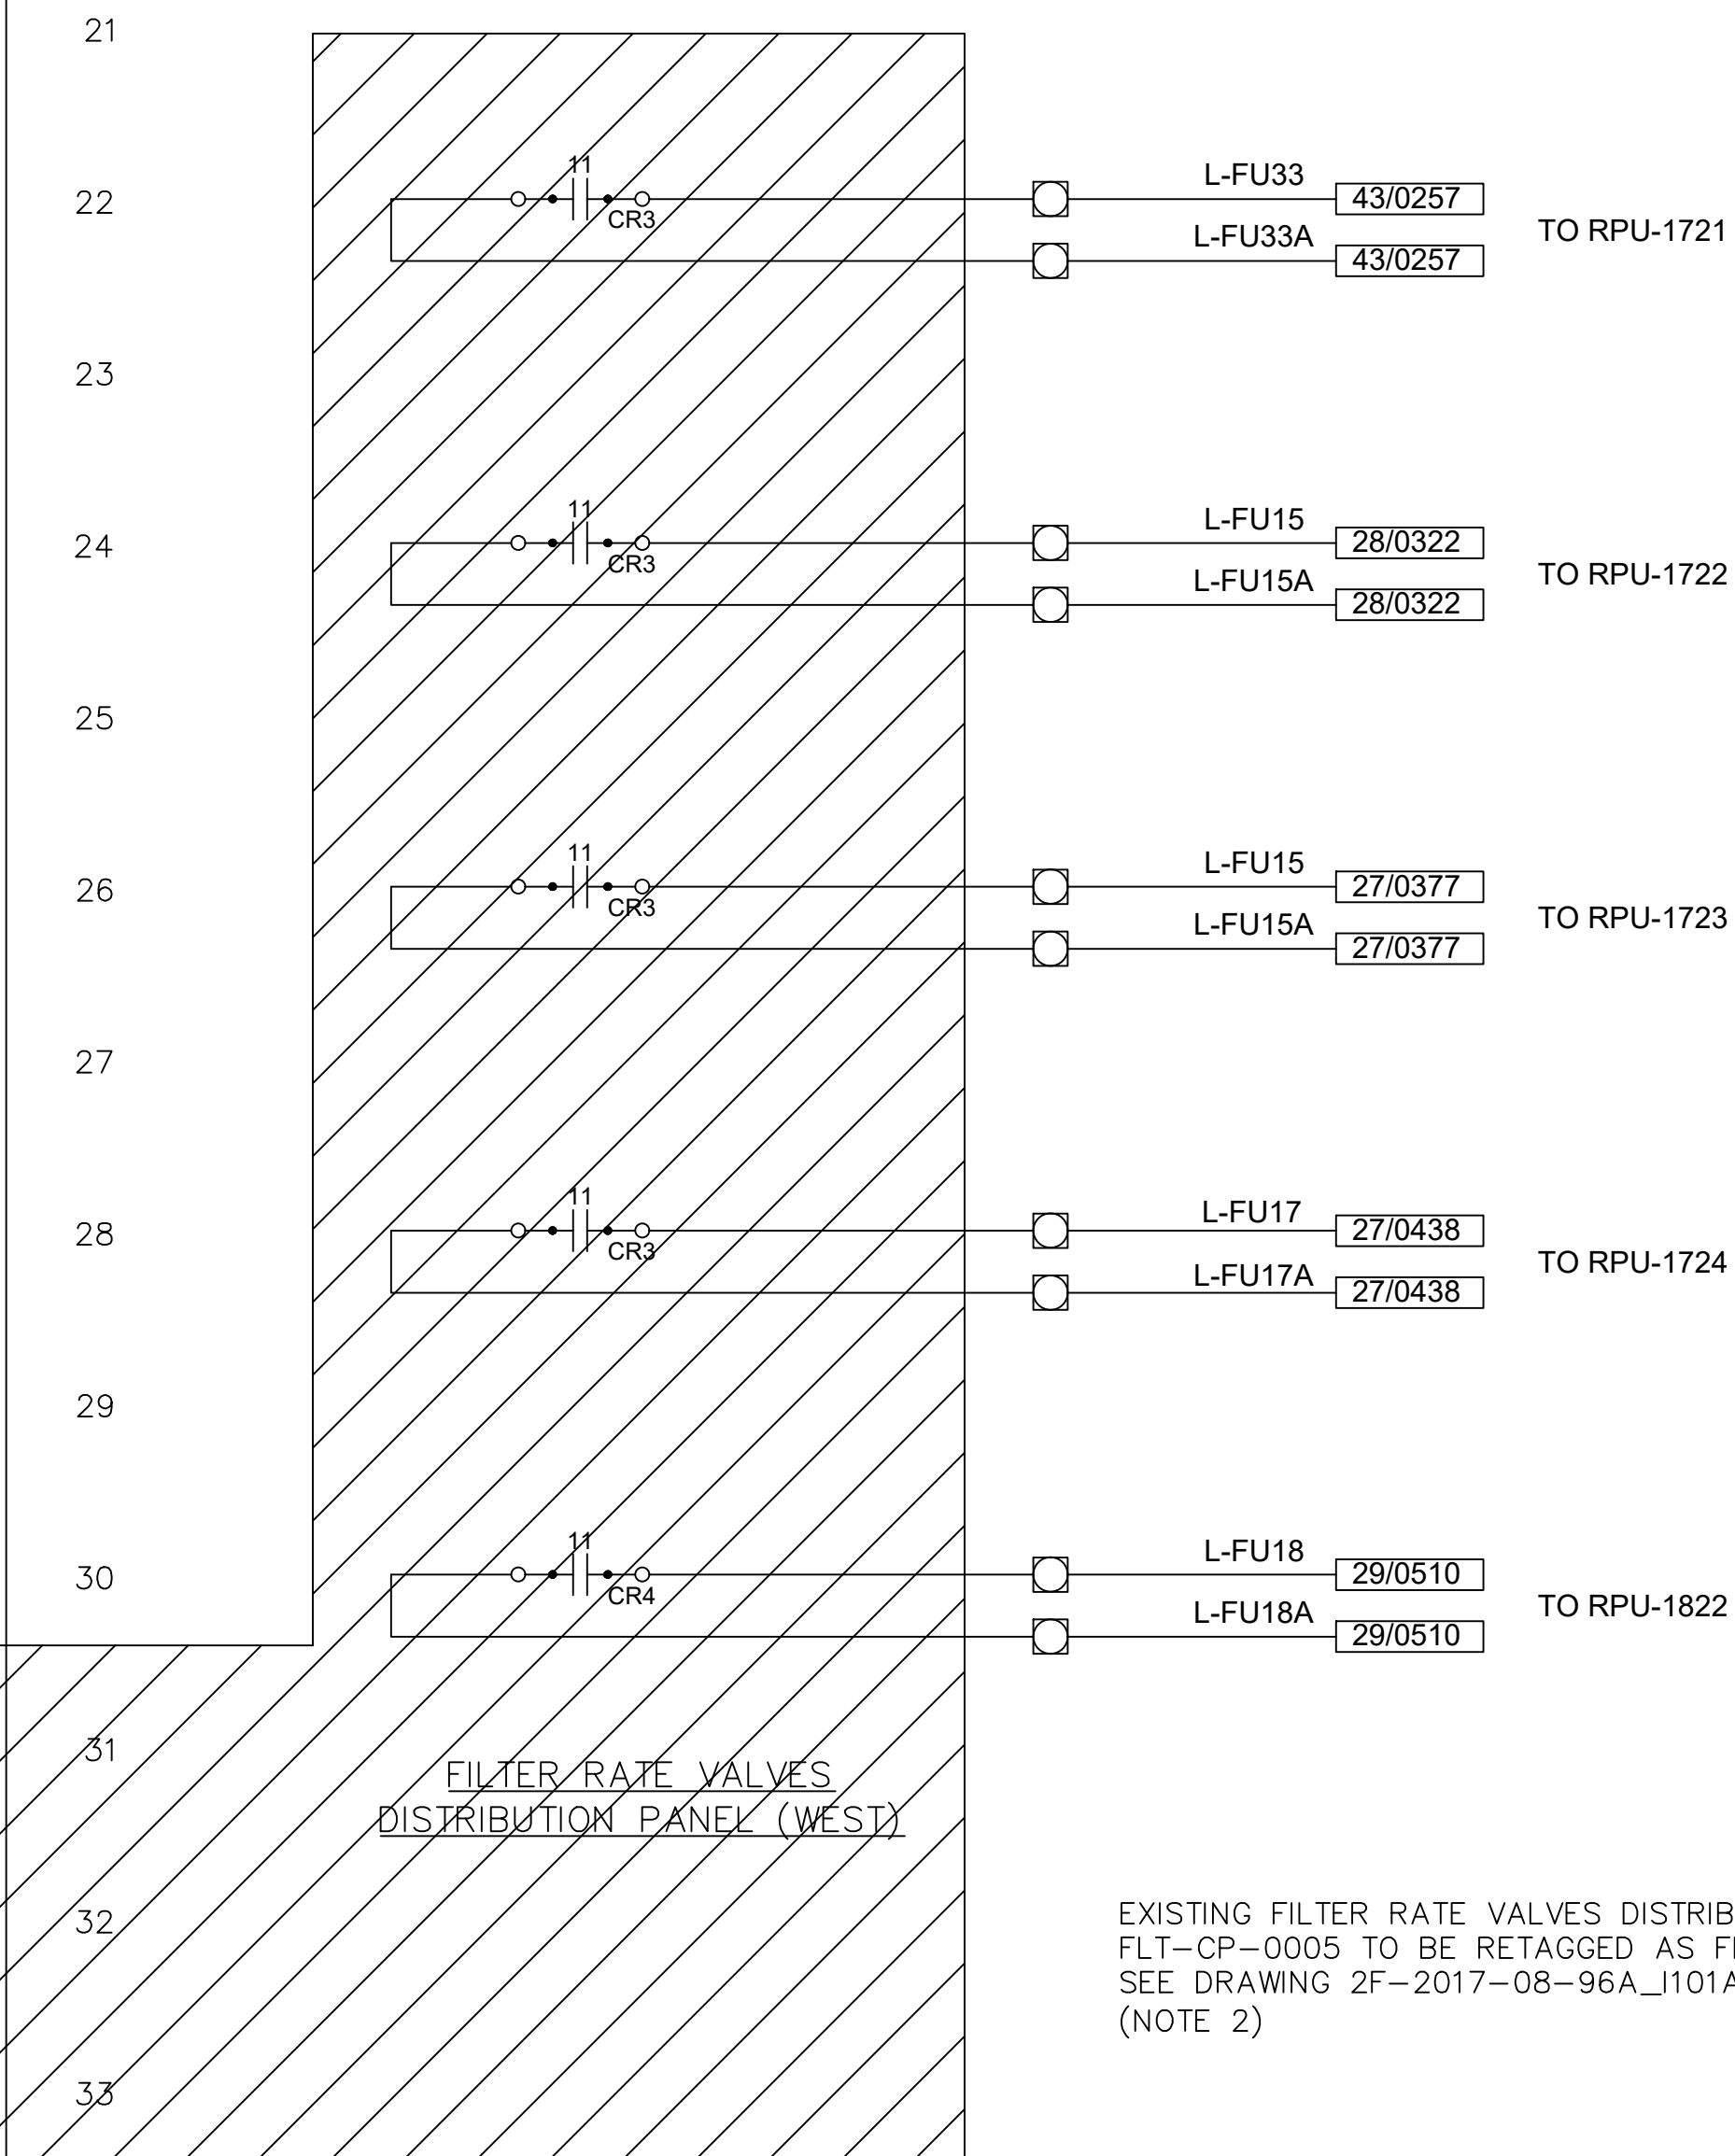 21
11
L-FU33
22
43/0257
CR3
TO RPU-1721
L-FU33A
43/0257
23
11
L-FU15
24
28/0322
CR3
TO RPU-1722
L-FU15A
28/0322
25
11
L-FU15
26
27/0377
CR3
TO RPU-1723
L-FU15A
27/0377
27
11
L-FU17
28
27/0438
CR3
TO RPU-1724
L-FU17A
27/0438
29
11
L-FU18
30
29/0510
CR4
TO RPU-1822
L-FU18A
29/0510
31
FILTER RATE VALVES
DISTRIBUTION PANEL (WEST)
32
EXISTING FILTER RATE VALVES
FLT-CP-0005 TO BE RETAGGED AS
SEE DRAWING 2F-2017-08-96A_I101A
(NOTE 2)
33